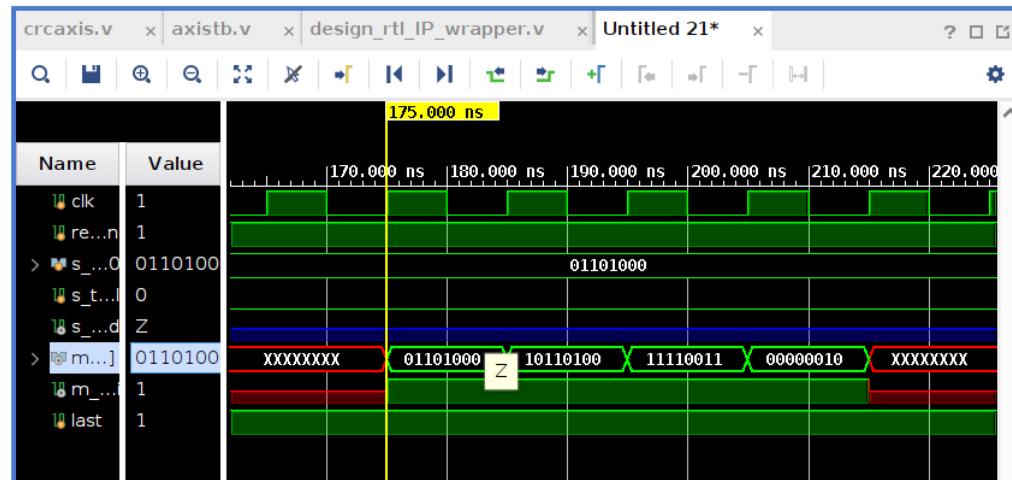 crcaxis.v × axistb.v × design_rtl_IP_wrapper.v × Untitled 21* × ?
175.000 ns
Name Value
170.000 ns 180.000 ns 190.000 ns 200.000 ns 210.000 ns 220.000
clk 1
re...n 1
s_...0 0110100 01101000
s_t...l 0
s_...d Z
m...] 0110100 XXXXXXXX 01101000 10110100 11110011 00000010 XXXXXXXX
Z
m_...i 1
last 1